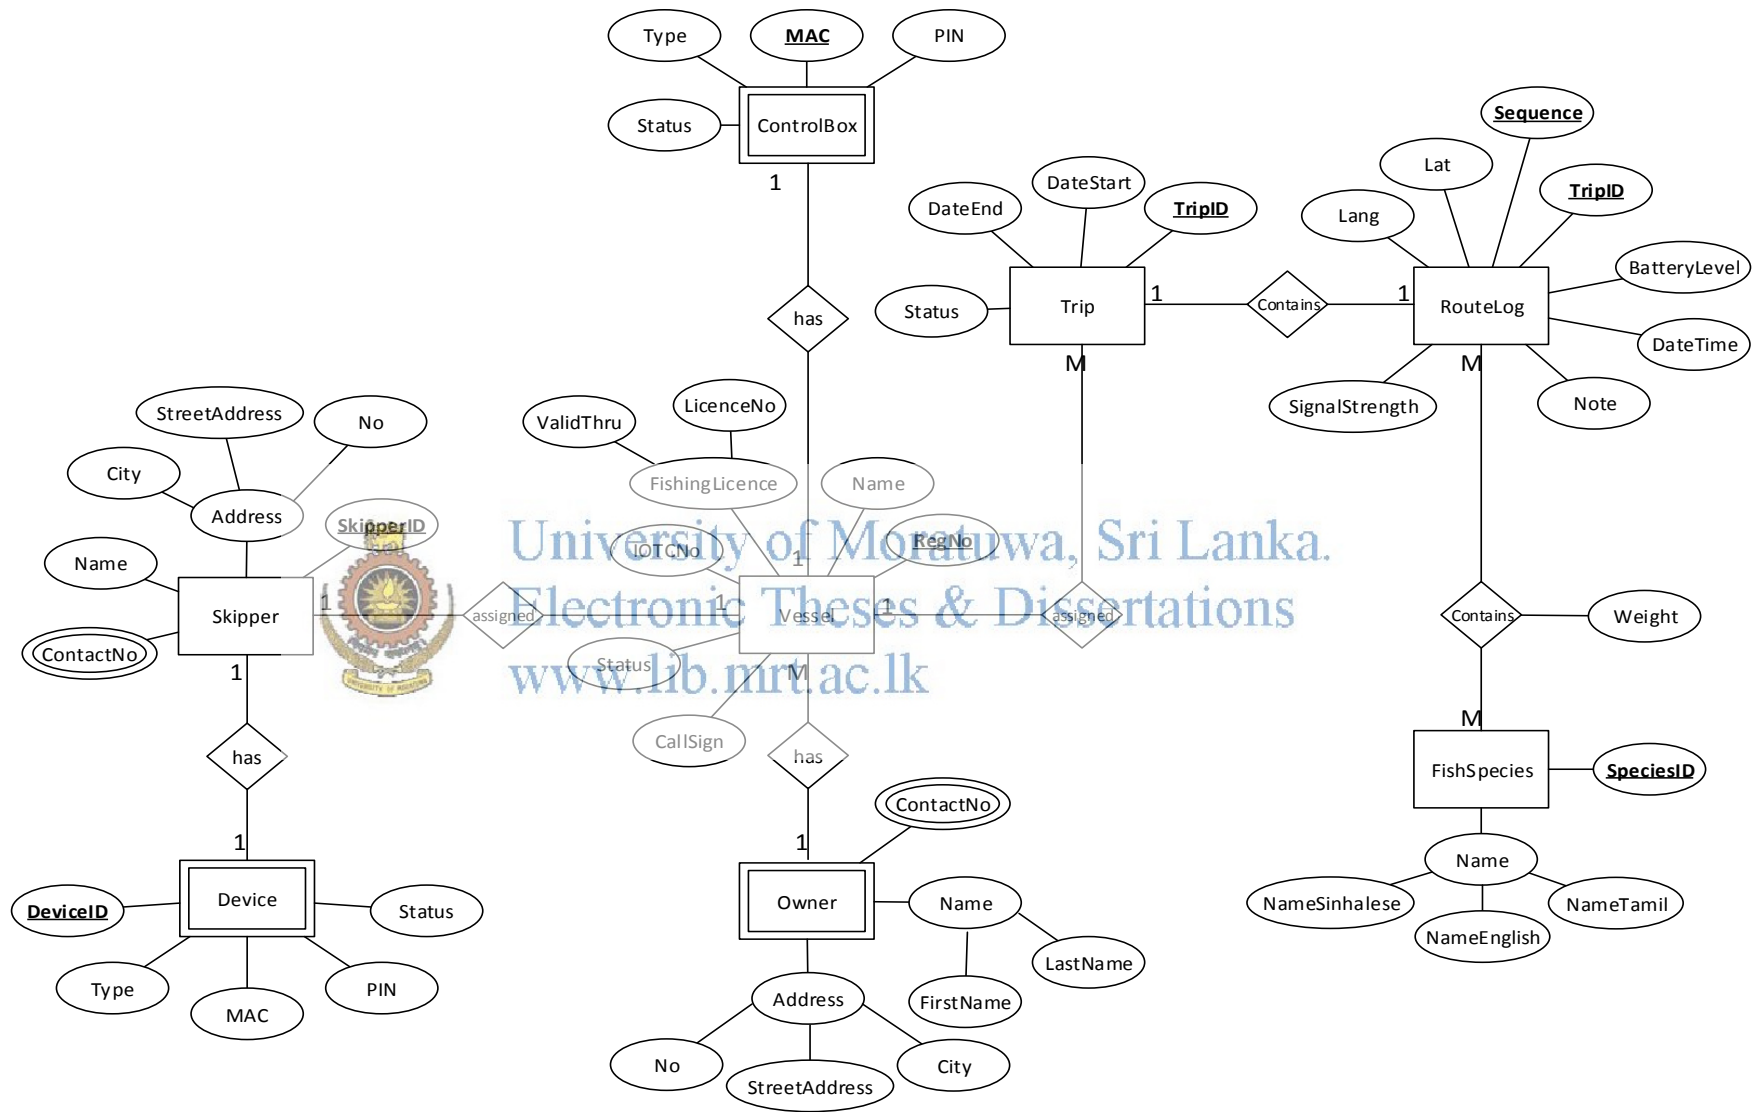 Type
MAC
PIN
Status
ControlBox
1
has
1
Sequence
Lat
TripID
Lang
BatteryLevel
DateTime
Note
SignalStrength
RouteLog
DateStart
DateEnd
TripID
Status
Trip
1
Contains
1
M
M
StreetAddress
No
City
Address
SkipperID
Name
Skipper
ContactNo
1
assigned
1
ValidThru
LicenceNo
FishingLicence
Name
IOTCNo
RegNo
Vessel
Status
CallSign
1
assigned
M
University of Moratuwa, Sri Lanka.
Electronic Theses & Dissertations
www.lib.mrt.ac.lk
UNIVERSITY OF MORATUWA
Contains
Weight
M
FishSpecies
SpeciesID
Name
NameSinhalese
NameEnglish
NameTamil
1
has
1
Device
DeviceID
Status
Type
MAC
PIN
has
1
ContactNo
Owner
Name
LastName
FirstName
Address
No
StreetAddress
City